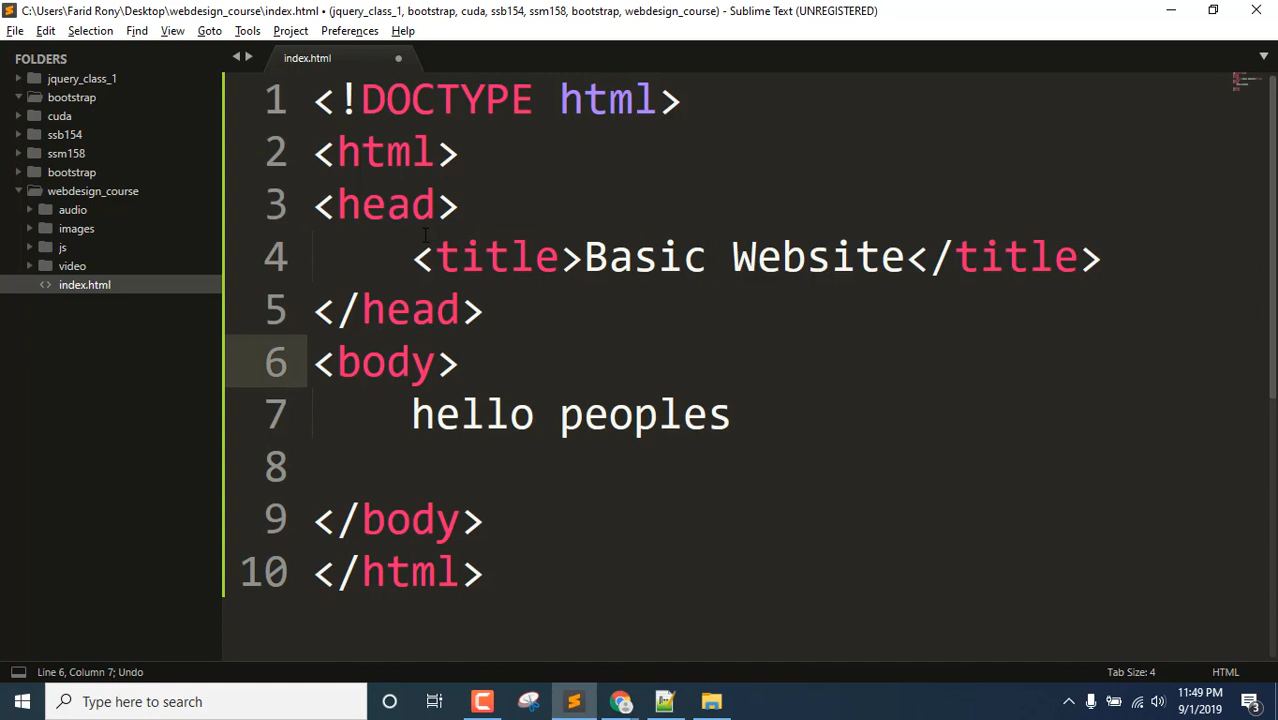 C:\Users\Farid Rony\Desktop\webdesign_course\index.html • (jquery_class_1, bootstrap, cuda, ssb154, ssm158, bootstrap, webdesign_course) - Sublime Text (UNREGISTERED)
File Edit Selection Find View Goto Tools Project Preferences Help
FOLDERS
jquery_class_1
bootstrap
cuda
ssb154
ssm158
bootstrap
webdesign_course
audio
images
js
video
index.html
index.html
1 <!DOCTYPE html>
2 <html>
3 <head>
4 <title>Basic Website</title>
5 </head>
6 <body>
7 hello peoples
8
9 </body>
10 </html>
Line 6, Column 7; Undo
Tab Size: 4
HTML
Type here to search
11:49 PM
9/1/2019
3